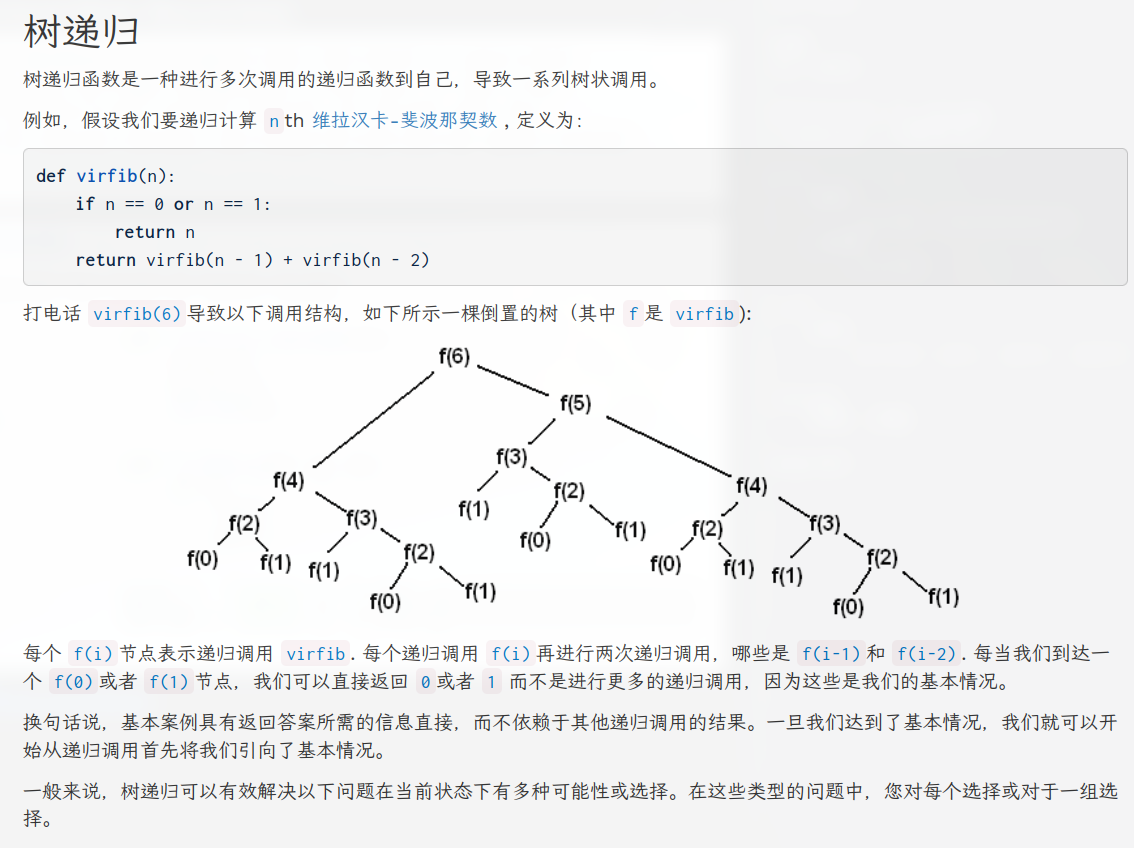 树递归
树递归函数是一种进行多次调用的递归函数到自己，导致一系列树状调用。
例如，假设我们要递归计算 n th 维拉汉卡-斐波那契数 , 定义为：
def virfib(n):
    if n == 0 or n == 1:
        return n
    return virfib(n - 1) + virfib(n - 2)
打电话 virfib(6) 导致以下调用结构，如下所示一棵倒置的树（其中 f 是 virfib ）:
f(6)
f(5)
f(3)
f(4) f(2) f(4)
f(1)
f(2) f(3) f(1) f(2) f(3)
f(0)
f(0) f(1) f(1) f(2) f(0) f(1) f(1) f(2)
f(0) f(1) f(0) f(1)
每个 f(i) 节点表示递归调用 virfib . 每个递归调用 f(i) 再进行两次递归调用，哪些是 f(i-1) 和 f(i-2) . 每当我们到达一
个 f(0) 或者 f(1) 节点，我们可以直接返回 0 或者 1 而不是进行更多的递归调用，因为这些是我们的基本情况。
换句话说，基本案例具有返回答案所需的信息直接，而不依赖于其他递归调用的结果。一旦我们达到了基本情况，我们就可以开
始从递归调用首先将我们引向了基本情况。
一般来说，树递归可以有效解决以下问题在当前状态下有多种可能性或选择。在这些类型的问题中，您对每个选择或对于一组选
择。